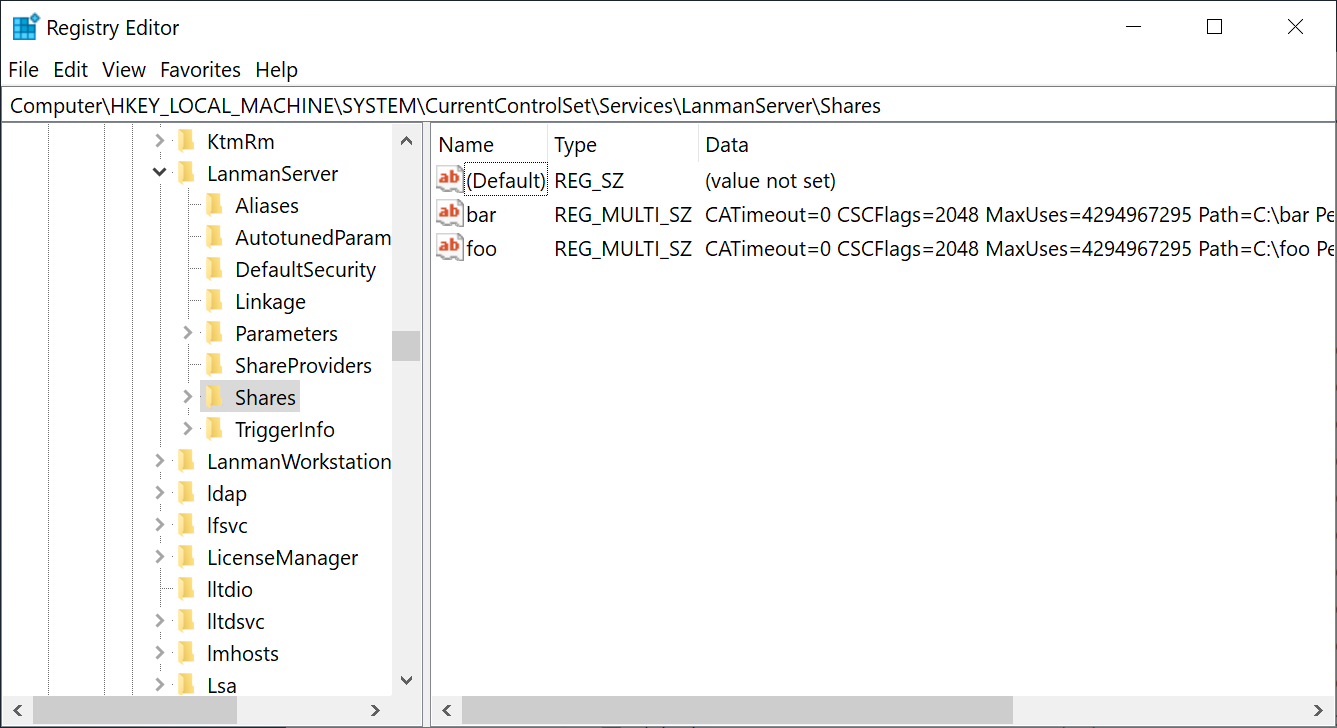 Registry Editor
File Edit View Favorites Help
Computer\HKEY_LOCAL_MACHINE\SYSTEM\CurrentControlSet\Services\LanmanServer\Shares
KtmRm
LanmanServer
Aliases
AutotunedParam
DefaultSecurity
Linkage
Parameters
ShareProviders
Shares
TriggerInfo
LanmanWorkstation
ldap
lfsvc
LicenseManager
lltdio
lltdsvc
lmhosts
Lsa
Name Type Data
ab (Default) REG_SZ (value not set)
ab bar REG_MULTI_SZ CATimeout=0 CSCFlags=2048 MaxUses=4294967295 Path=C:\bar Pe
ab foo REG_MULTI_SZ CATimeout=0 CSCFlags=2048 MaxUses=4294967295 Path=C:\foo Pe